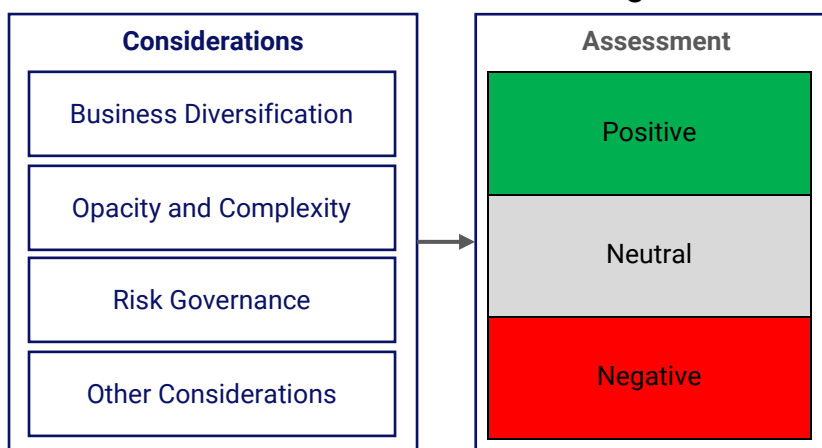 Considerations
Business Diversification
Opacity and Complexity
Risk Governance
Other Considerations
Assessment
Positive
Neutral
Negative